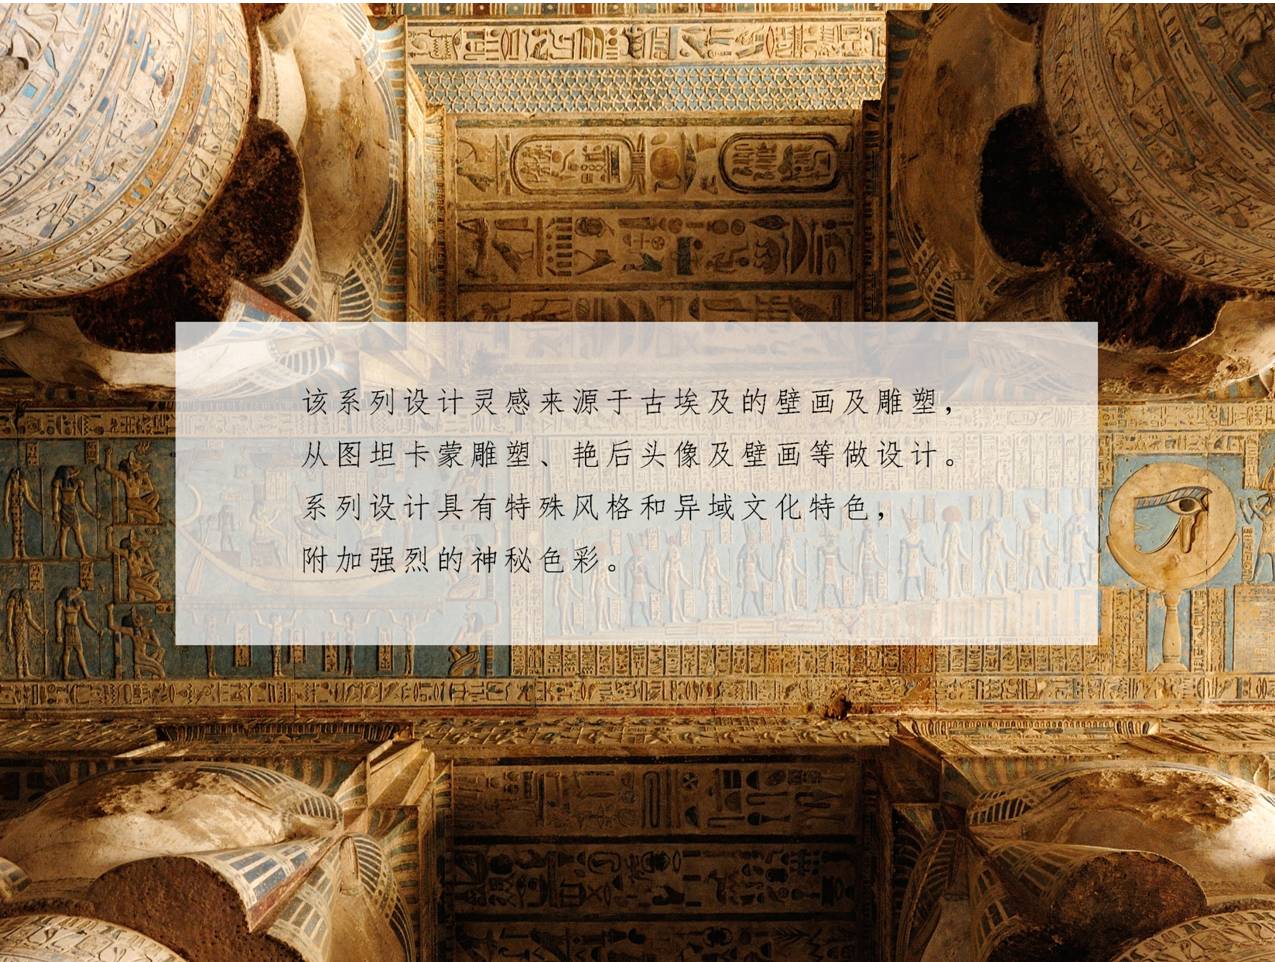 该系列设计灵感来源于古埃及的壁画及雕塑，
从图坦卡蒙雕塑、艳后头像及壁画等做设计。
系列设计具有特殊风格和异域文化特色，
附加强烈的神秘色彩。